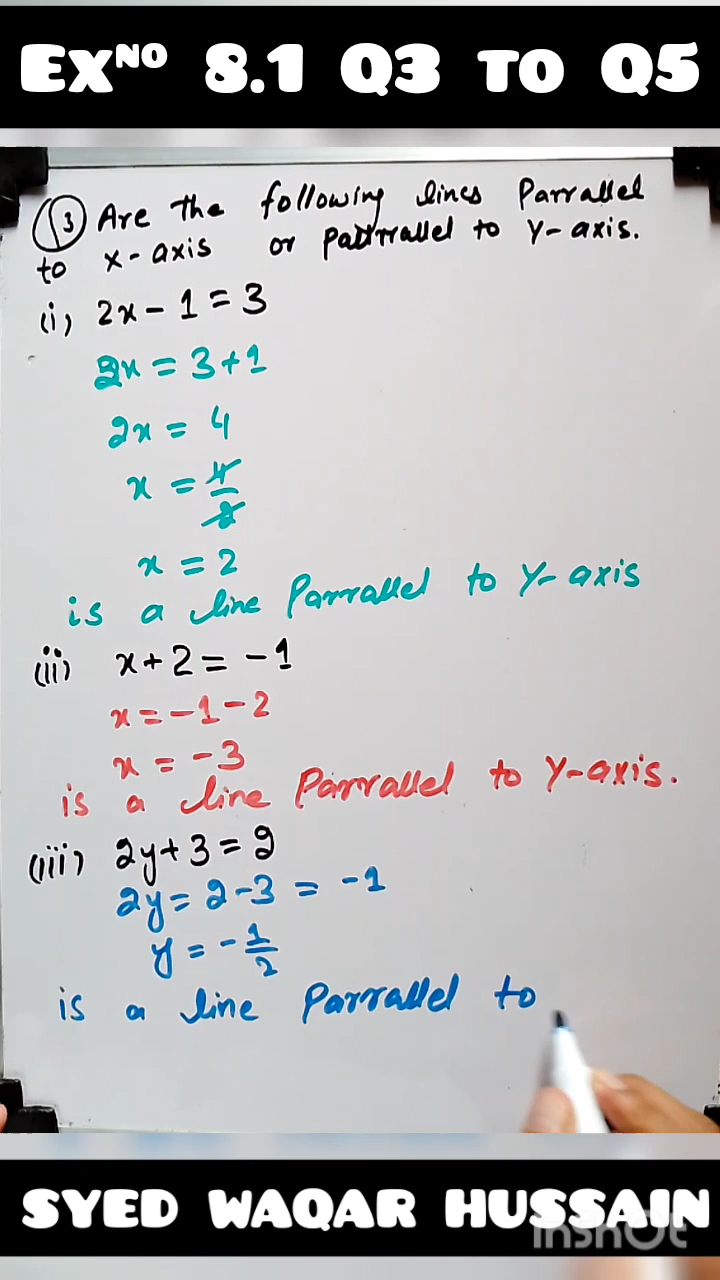 EXNO 8.1 Q3 TO Q5
Q3 Are the following lines Parrallel
to x-axis or Parrallel to y-axis.
(i) 2x - 1 = 3
2x = 3+1
2x = 4
x = 4/2
x = 2
is a line Parrallel to Y-axis
(ii) x+2 = -1
x = -1-2
x = -3
is a line Parrallel to Y-axis.
(iii) 2y+3 = 2
2y = 2-3 = -1
y = -1/2
is a line Parrallel to
SYED WAQAR HUSSAIN
InShOt